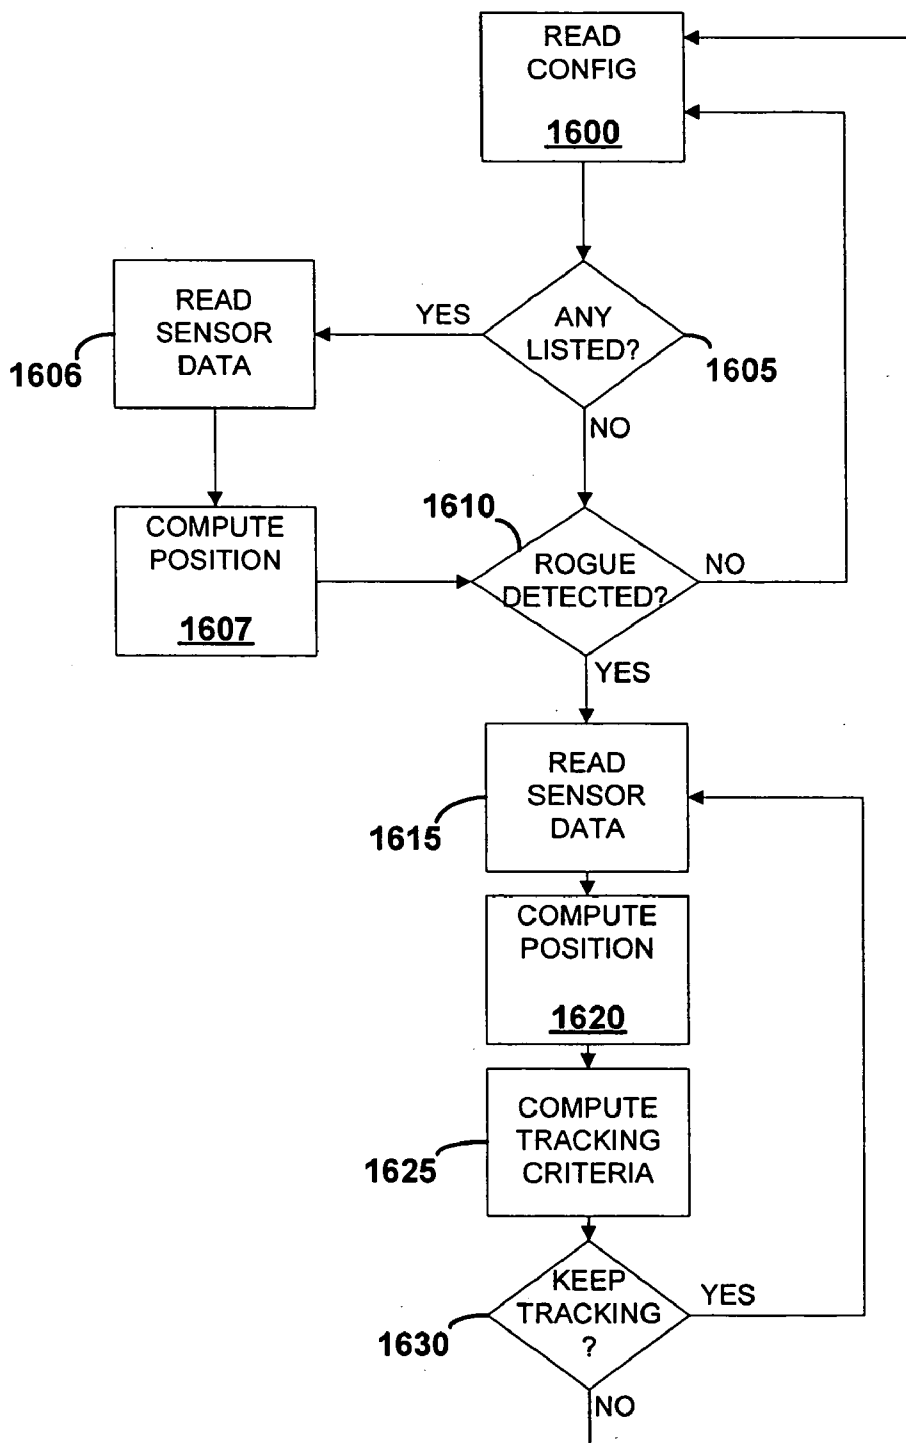 READ
CONFIG
1600
ANY
LISTED?
1605
YES
NO
READ
SENSOR
DATA
1606
COMPUTE
POSITION
1607
1610
ROGUE
DETECTED?
NO
YES
READ
SENSOR
DATA
1615
COMPUTE
POSITION
1620
COMPUTE
TRACKING
CRITERIA
1625
KEEP
TRACKING
?
1630
YES
NO